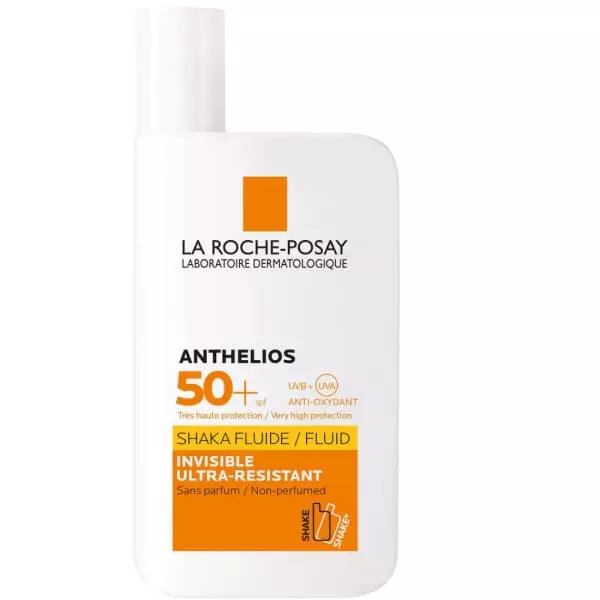 LA ROCHE-POSAY
LABORATOIRE DERMATOLOGIQUE
ANTHELIOS
50+ spf
UVB + UVA
ANTI-OXYDANT
Très haute protection / Very high protection
SHAKA FLUIDE / FLUID
INVISIBLE
ULTRA-RESISTANT
Sans parfum / Non-perfumed
SHAKE
SHAKE*